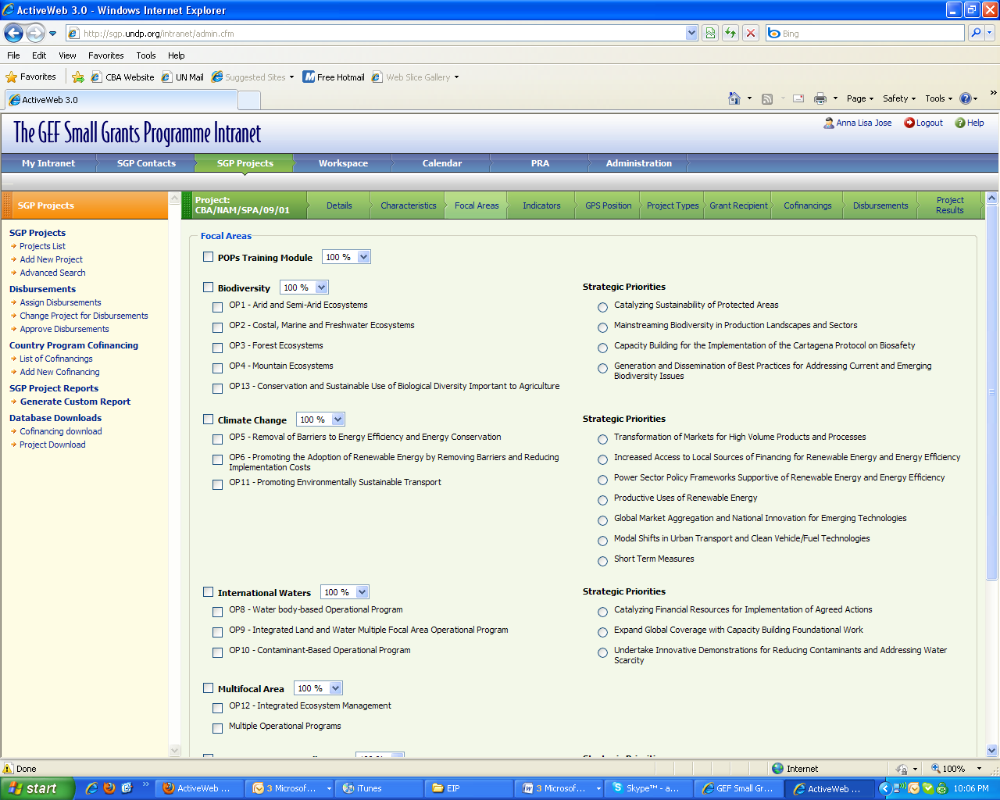 ActiveWeb 3.0 - Windows Internet Explorer
http://sgp.undp.org/intranet/admin.cfm
Bing
File Edit View Favorites Tools Help
Favorites CBA Website UN Mail Suggested Sites Free Hotmail Web Slice Gallery
ActiveWeb 3.0
Page Safety Tools
The GEF Small Grants Programme Intranet
Anna Lisa Jose Logout Help
My Intranet SGP Contacts SGP Projects Workspace Calendar PRA Administration
SGP Projects
SGP Projects
Projects List
Add New Project
Advanced Search
Disbursements
Assign Disbursements
Change Project for Disbursements
Approve Disbursements
Country Program Cofinancing
List of Cofinancings
Add New Cofinancing
SGP Project Reports
Generate Custom Report
Database Downloads
Cofinancing download
Project Download
Project:
CBA/NAM/SPA/09/01
Details Characteristics Focal Areas Indicators GPS Position Project Types Grant Recipient Cofinancings Disbursements Project
Results
Focal Areas
POPs Training Module 100 %
Biodiversity 100 %
OP1 - Arid and Semi-Arid Ecosystems
OP2 - Costal, Marine and Freshwater Ecosystems
OP3 - Forest Ecosystems
OP4 - Mountain Ecosystems
OP13 - Conservation and Sustainable Use of Biological Diversity Important to Agriculture
Strategic Priorities
Catalyzing Sustainability of Protected Areas
Mainstreaming Biodiversity in Production Landscapes and Sectors
Capacity Building for the Implementation of the Cartagena Protocol on Biosafety
Generation and Dissemination of Best Practices for Addressing Current and Emerging
Biodiversity Issues
Climate Change 100 %
OP5 - Removal of Barriers to Energy Efficiency and Energy Conservation
OP6 - Promoting the Adoption of Renewable Energy by Removing Barriers and Reducing
Implementation Costs
OP11 - Promoting Environmentally Sustainable Transport
Strategic Priorities
Transformation of Markets for High Volume Products and Processes
Increased Access to Local Sources of Financing for Renewable Energy and Energy Efficiency
Power Sector Policy Frameworks Supportive of Renewable Energy and Energy Efficiency
Productive Uses of Renewable Energy
Global Market Aggregation and National Innovation for Emerging Technologies
Modal Shifts in Urban Transport and Clean Vehicle/Fuel Technologies
Short Term Measures
International Waters 100 %
OP8 - Water body-based Operational Program
OP9 - Integrated Land and Water Multiple Focal Area Operational Program
OP10 - Contaminant-Based Operational Program
Strategic Priorities
Catalyzing Financial Resources for Implementation of Agreed Actions
Expand Global Coverage with Capacity Building Foundational Work
Undertake Innovative Demonstrations for Reducing Contaminants and Addressing Water
Scarcity
Multifocal Area 100 %
OP12 - Integrated Ecosystem Management
Multiple Operational Programs
Done Internet 100%
start ActiveWeb ... 3 Microsof... iTunes EIP 3 Microsof... Skype™ - a... GEF Small Gr... ActiveWeb ... 10:06 PM